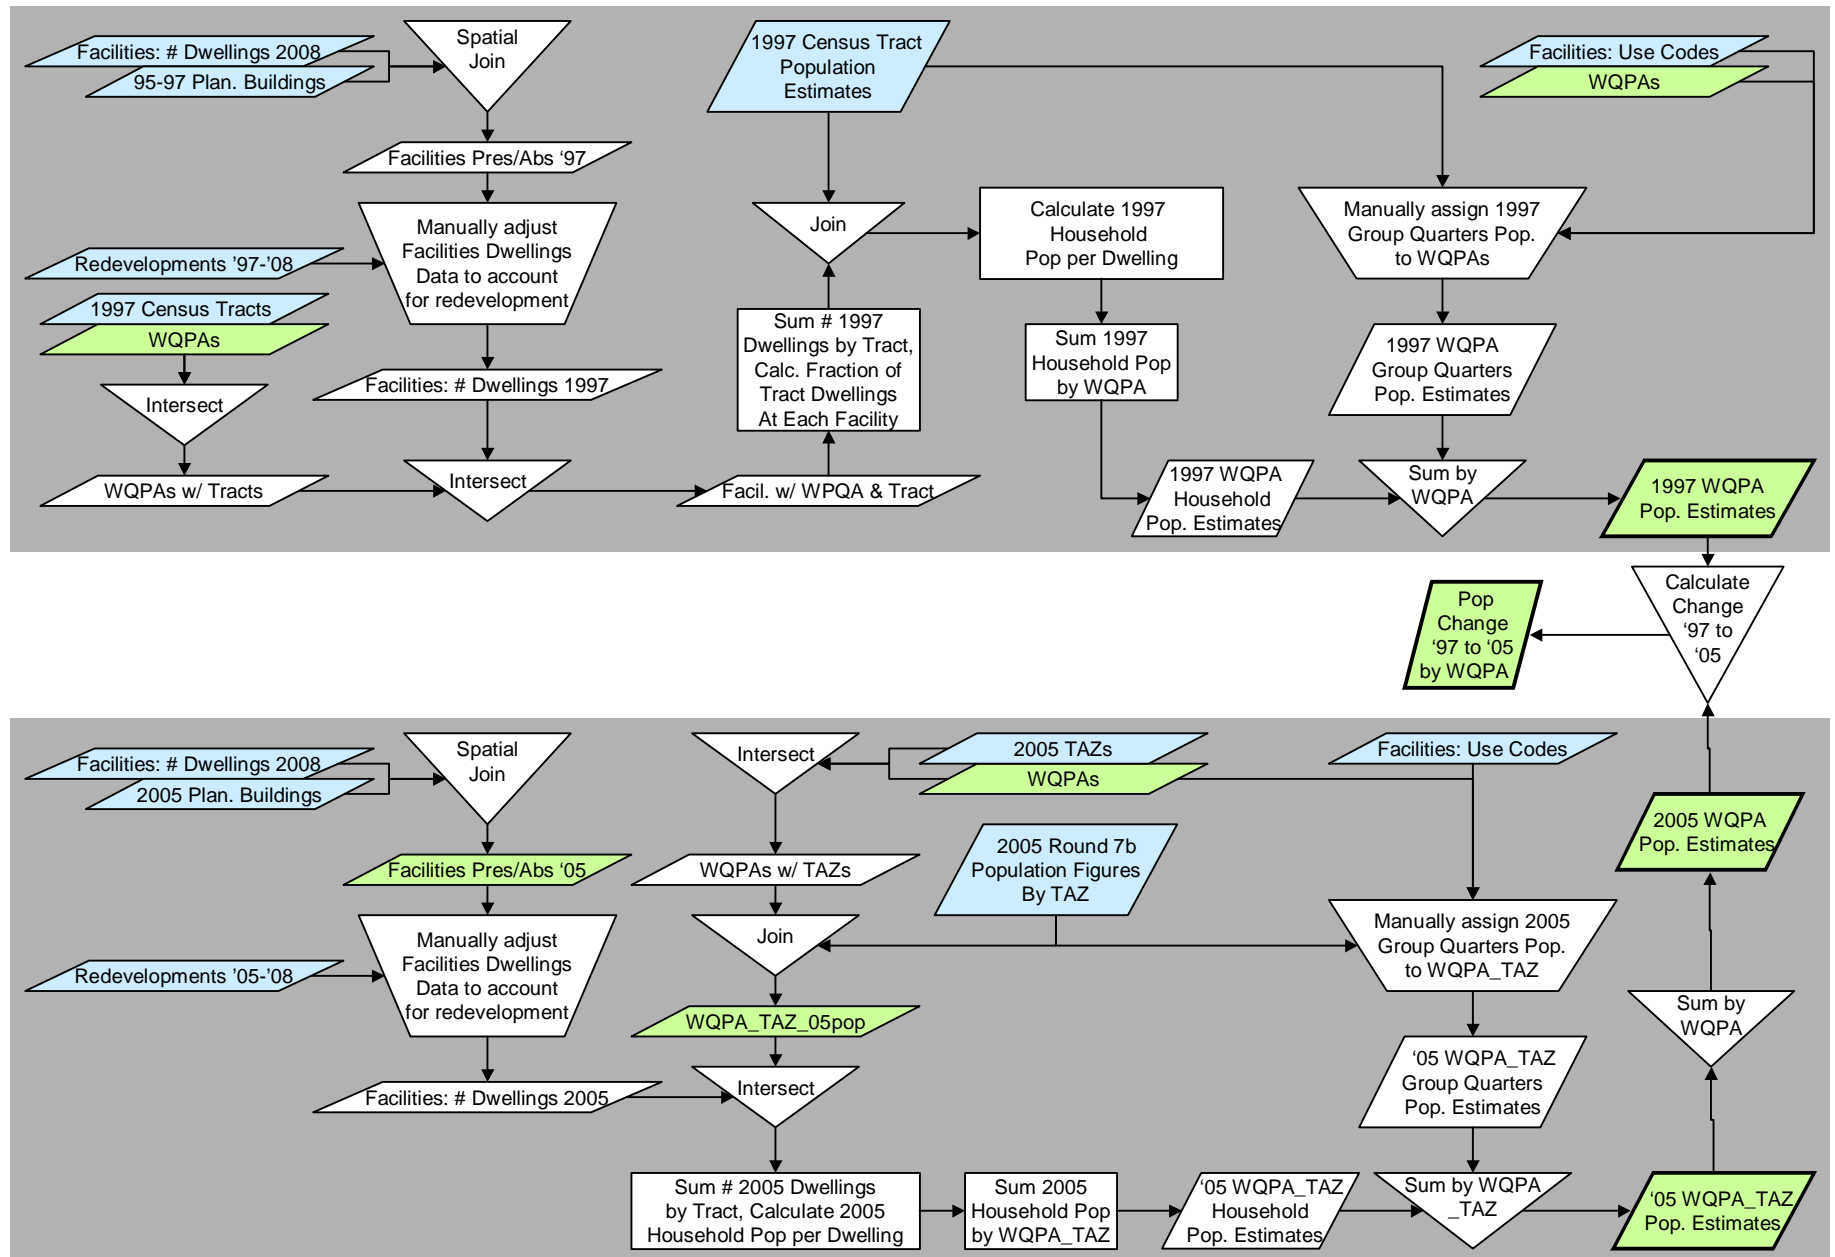 Facilities: # Dwellings 2008
95-97 Plan. Buildings
Spatial
Join
Facilities Pres/Abs ‘97
Manually adjust
Facilities Dwellings
Data to account
for redevelopment
Redevelopments ’97-’08
1997 Census Tracts
WQPAs
Intersect
WQPAs w/ Tracts
Facilities: # Dwellings 1997
Intersect
Facil. w/ WPQA & Tract
Sum # 1997
Dwellings by Tract,
Calc. Fraction of
Tract Dwellings
At Each Facility
1997 Census Tract
Population
Estimates
Join
Calculate 1997
Household
Pop per Dwelling
Sum 1997
Household Pop
by WQPA
1997 WQPA
Household
Pop. Estimates
Facilities: Use Codes
WQPAs
Manually assign 1997
Group Quarters Pop.
to WQPAs
1997 WQPA
Group Quarters
Pop. Estimates
Sum by
WQPA
1997 WQPA
Pop. Estimates
Calculate
Change
‘97 to
‘05
Pop
Change
‘97 to ‘05
by WQPA
Facilities: # Dwellings 2008
2005 Plan. Buildings
Spatial
Join
Facilities Pres/Abs ‘05
Manually adjust
Facilities Dwellings
Data to account
for redevelopment
Redevelopments ’05-’08
Facilities: # Dwellings 2005
Intersect
2005 TAZs
WQPAs
WQPAs w/ TAZs
2005 Round 7b
Population Figures
By TAZ
Join
WQPA_TAZ_05pop
Intersect
Sum # 2005 Dwellings
by Tract, Calculate 2005
Household Pop per Dwelling
Sum 2005
Household Pop
by WQPA_TAZ
‘05 WQPA_TAZ
Household
Pop. Estimates
Facilities: Use Codes
Manually assign 2005
Group Quarters Pop.
to WQPA_TAZ
‘05 WQPA_TAZ
Group Quarters
Pop. Estimates
Sum by WQPA
_TAZ
‘05 WQPA_TAZ
Pop. Estimates
Sum by
WQPA
2005 WQPA
Pop. Estimates